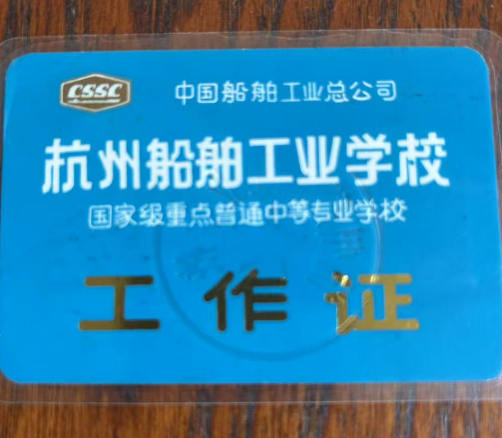 CSSC 中国船舶工业总公司
杭州船舶工业学校
国家级重点普通中等专业学校
工作证